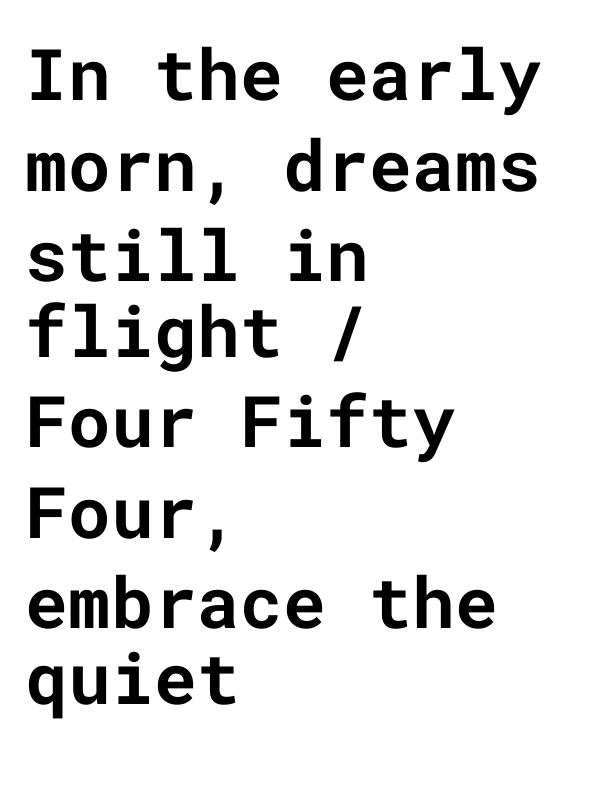 In the early
morn, dreams
still in
flight /
Four Fifty
Four,
embrace the
quiet